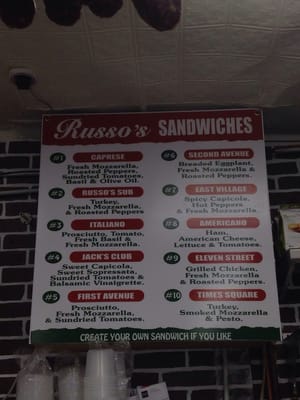 Russo's SANDWICHES
#1 CAPRESE
Fresh Mozzarella,
Roasted Peppers,
Sundried Tomatoes,
Basil & Olive Oil.
#2 RUSSO'S SUB
Turkey,
Fresh Mozzarella,
& Roasted Peppers
#3 ITALIANO
Prosciutto, Tomato,
Fresh Basil &
Fresh Mozzarella.
#4 JACK'S CLUB
Sweet Capicola,
Sweet Sopressata,
Sundried Tomatoes &
Balsamic Vinaigrette.
#5 FIRST AVENUE
Prosciutto,
Fresh Mozzarella,
& Sundried Tomatoes.
#6 SECOND AVENUE
Breaded Eggplant,
Fresh Mozzarella &
Roasted Peppers.
#7 EAST VILLAGE
Spicy Capicola,
Hot Peppers
& Fresh Mozzarella.
#8 AMERICANO
Ham,
American Cheese,
Lettuce & Tomatoes.
#9 ELEVEN STREET
Grilled Chicken,
Fresh Mozzarella
& Roasted Peppers.
#10 TIMES SQUARE
Turkey,
Smoked Mozzarella
& Pesto.
CREATE YOUR OWN SANDWICH IF YOU LIKE